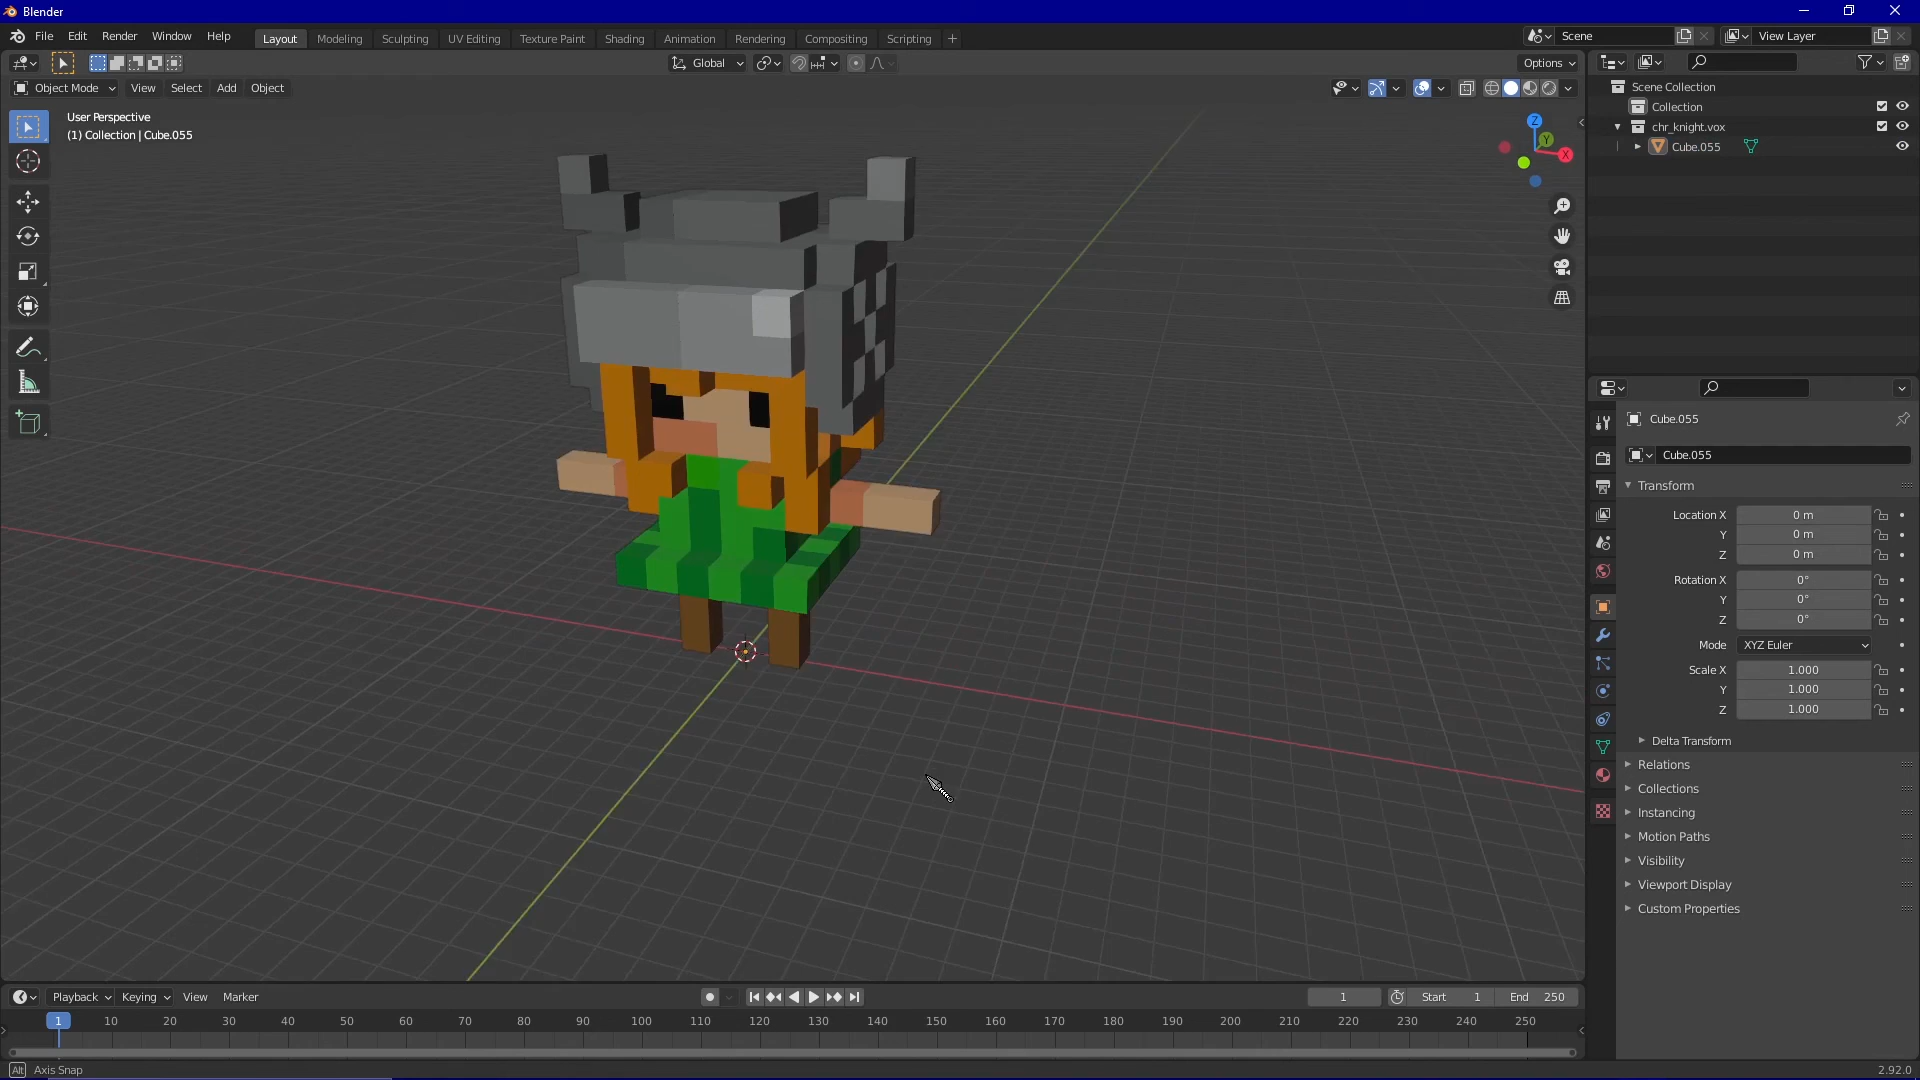 Blender
File Edit Render Window Help Layout Modeling Sculpting UV Editing Texture Paint Shading Animation Rendering Compositing Scripting + Scene View Layer
Global Options
Object Mode View Select Add Object
User Perspective
(1) Collection | Cube.055
Z
Y
X
Scene Collection
Collection
chr_knight.vox
Cube.055
Cube.055
Cube.055
Transform
Location X 0 m
Y 0 m
Z 0 m
Rotation X 0°
Y 0°
Z 0°
Mode XYZ Euler
Scale X 1.000
Y 1.000
Z 1.000
Delta Transform
Relations
Collections
Instancing
Motion Paths
Visibility
Viewport Display
Custom Properties
Playback Keying View Marker 1 Start 1 End 250
1 10 20 30 40 50 60 70 80 90 100 110 120 130 140 150 160 170 180 190 200 210 220 230 240 250
Alt Axis Snap 2.92.0